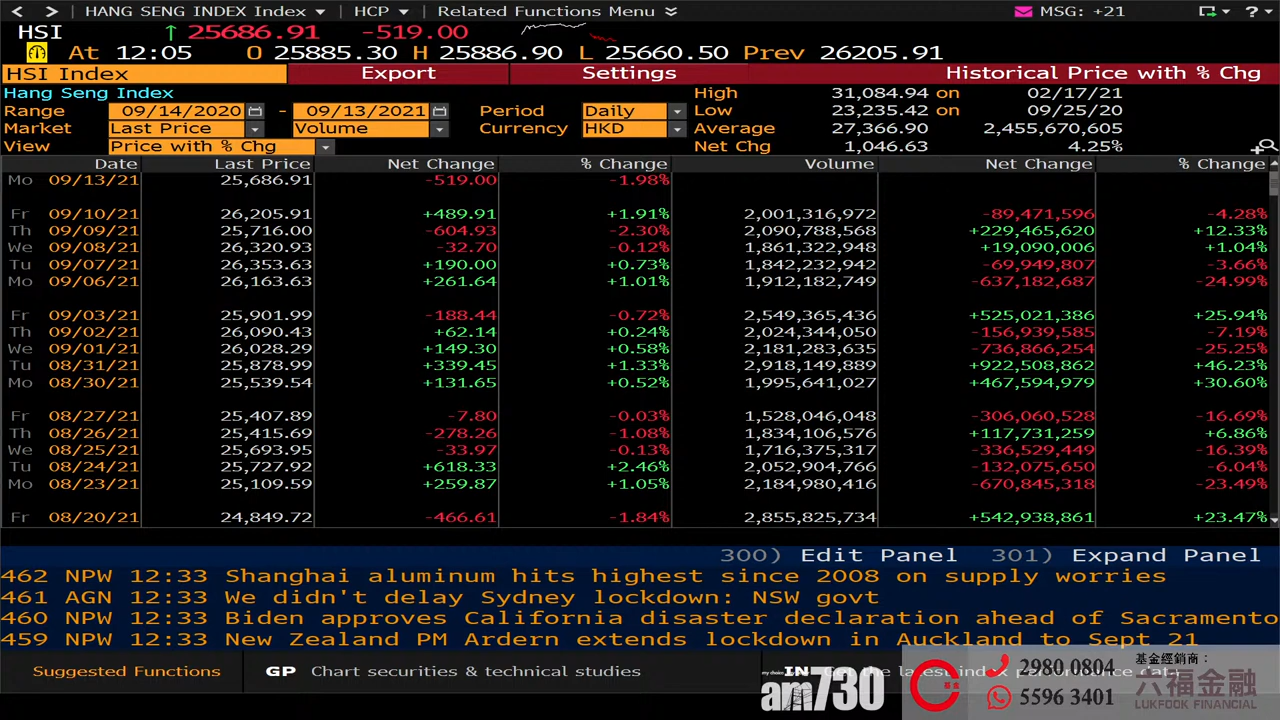 < > HANG SENG INDEX Index HCP Related Functions Menu MSG: +21 ?
HSI ↑ 25686.91 -519.00
At 12:05 O 25885.30 H 25886.90 L 25660.50 Prev 26205.91
HSI Index Export Settings Historical Price with % Chg
Hang Seng Index High 31,084.94 on 02/17/21
Range 09/14/2020 - 09/13/2021 Period Daily Low 23,235.42 on 09/25/20
Market Last Price Volume Currency HKD Average 27,366.90 2,455,670,605
View Price with % Chg Net Chg 1,046.63 4.25%
Date Last Price Net Change % Change Volume Net Change % Change
Mo 09/13/21 25,686.91 -519.00 -1.98%
Fr 09/10/21 26,205.91 +489.91 +1.91% 2,001,316,972 -89,471,596 -4.28%
Th 09/09/21 25,716.00 -604.93 -2.30% 2,090,788,568 +229,465,620 +12.33%
We 09/08/21 26,320.93 -32.70 -0.12% 1,861,322,948 +19,090,006 +1.04%
Tu 09/07/21 26,353.63 +190.00 +0.73% 1,842,232,942 -69,949,807 -3.66%
Mo 09/06/21 26,163.63 +261.64 +1.01% 1,912,182,749 -637,182,687 -24.99%
Fr 09/03/21 25,901.99 -188.44 -0.72% 2,549,365,436 +525,021,386 +25.94%
Th 09/02/21 26,090.43 +62.14 +0.24% 2,024,344,050 -156,939,585 -7.19%
We 09/01/21 26,028.29 +149.30 +0.58% 2,181,283,635 -736,866,254 -25.25%
Tu 08/31/21 25,878.99 +339.45 +1.33% 2,918,149,889 +922,508,862 +46.23%
Mo 08/30/21 25,539.54 +131.65 +0.52% 1,995,641,027 +467,594,979 +30.60%
Fr 08/27/21 25,407.89 -7.80 -0.03% 1,528,046,048 -306,060,528 -16.69%
Th 08/26/21 25,415.69 -278.26 -1.08% 1,834,106,576 +117,731,259 +6.86%
We 08/25/21 25,693.95 -33.97 -0.13% 1,716,375,317 -336,529,449 -16.39%
Tu 08/24/21 25,727.92 +618.33 +2.46% 2,052,904,766 -132,075,650 -6.04%
Mo 08/23/21 25,109.59 +259.87 +1.05% 2,184,980,416 -670,845,318 -23.49%
Fr 08/20/21 24,849.72 -466.61 -1.84% 2,855,825,734 +542,938,861 +23.47%
300) Edit Panel 301) Expand Panel
462 NPW 12:33 Shanghai aluminum hits highest since 2008 on supply worries
461 AGN 12:33 We didn't delay Sydney lockdown: NSW govt
460 NPW 12:33 Biden approves California disaster declaration ahead of Sacramento
459 NPW 12:33 New Zealand PM Ardern extends lockdown in Auckland to Sept 21
Suggested Functions GP Chart securities & technical studies IN Get the latest index performance data
my choice
am730
基金
2980 0804
5596 3401
基金經銷商：
六福金融
LUKFOOK FINANCIAL